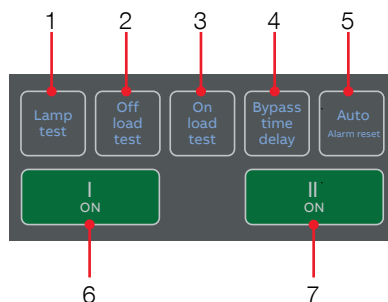 1 2 3 4 5
Lamp
test
Off
load
test
On
load
test
Bypass
time
delay
Auto
Alarm reset
I
ON
II
ON
6 7